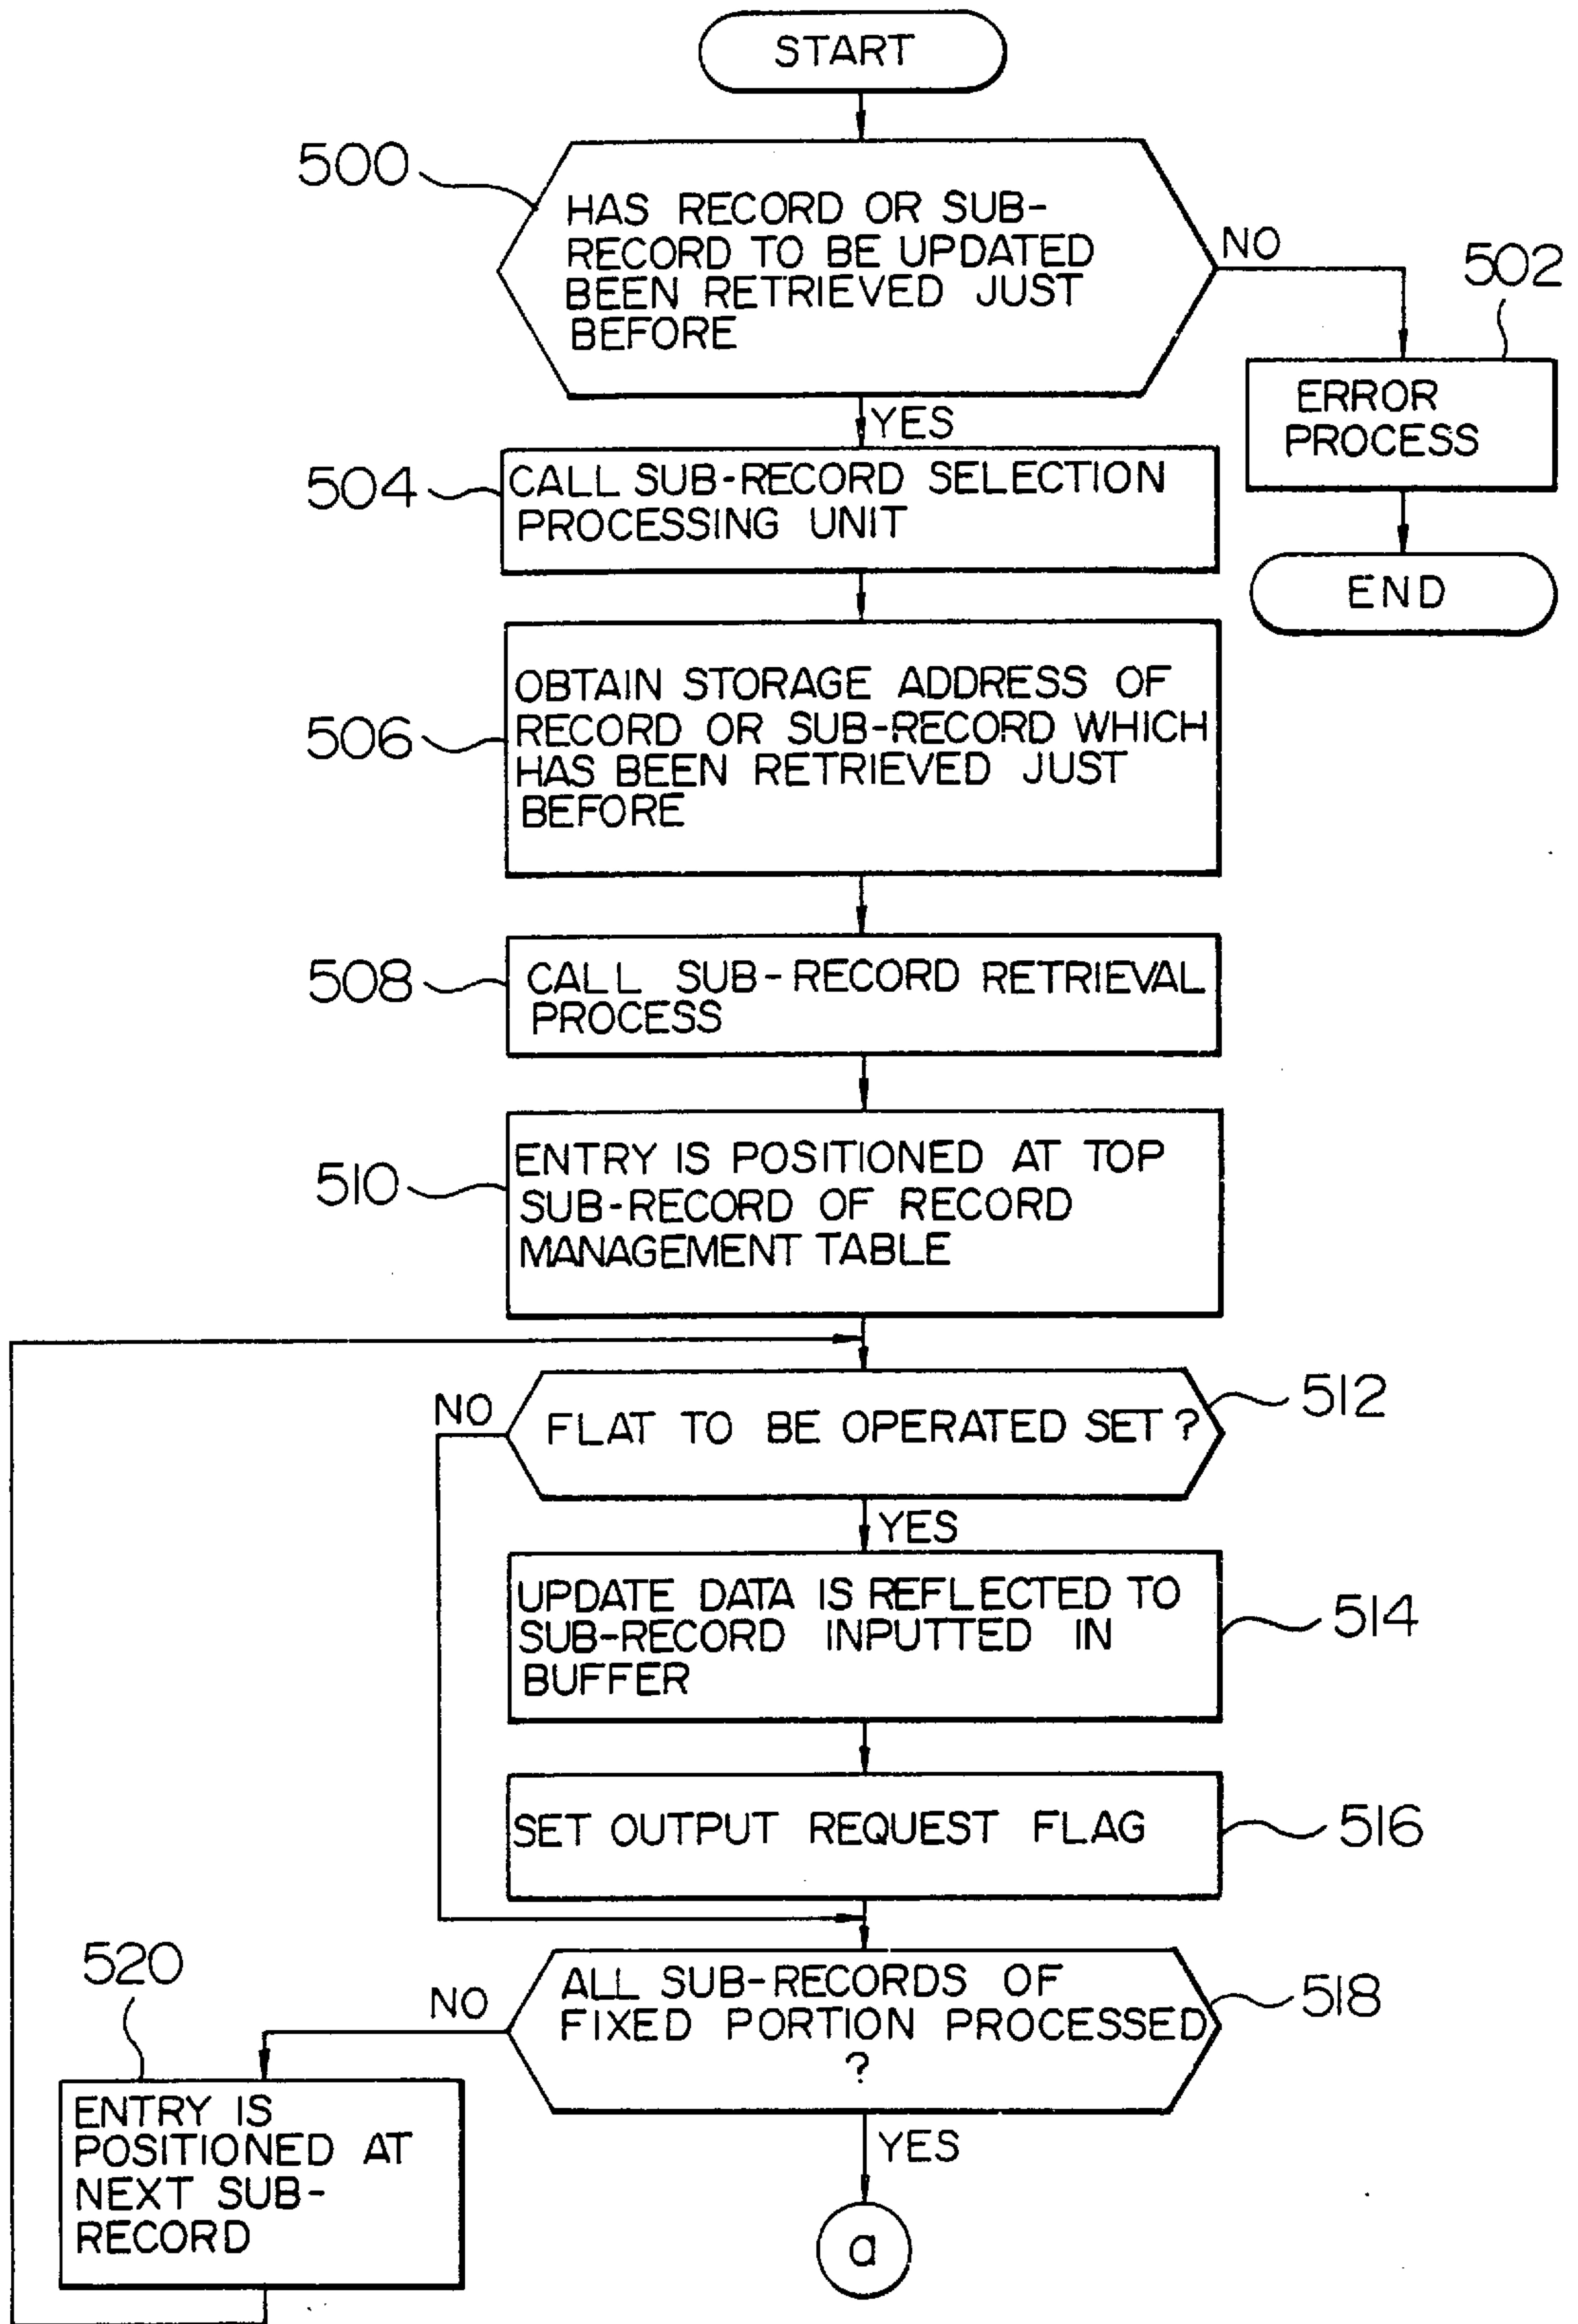 START
500
HAS RECORD OR SUB-
RECORD TO BE UPDATED
BEEN RETRIEVED JUST
BEFORE
NO
502
ERROR
PROCESS
END
YES
504
CALL SUB-RECORD SELECTION
PROCESSING UNIT
506
OBTAIN STORAGE ADDRESS OF
RECORD OR SUB-RECORD WHICH
HAS BEEN RETRIEVED JUST
BEFORE
508
CALL SUB-RECORD RETRIEVAL
PROCESS
510
ENTRY IS POSITIONED AT TOP
SUB-RECORD OF RECORD
MANAGEMENT TABLE
NO
FLAT TO BE OPERATED SET ?
512
YES
UPDATE DATA IS REFLECTED TO
SUB-RECORD INPUTTED IN
BUFFER
514
SET OUTPUT REQUEST FLAG
516
520
NO
ALL SUB-RECORDS OF
FIXED PORTION PROCESSED
?
518
ENTRY IS
POSITIONED AT
NEXT SUB-
RECORD
YES
a